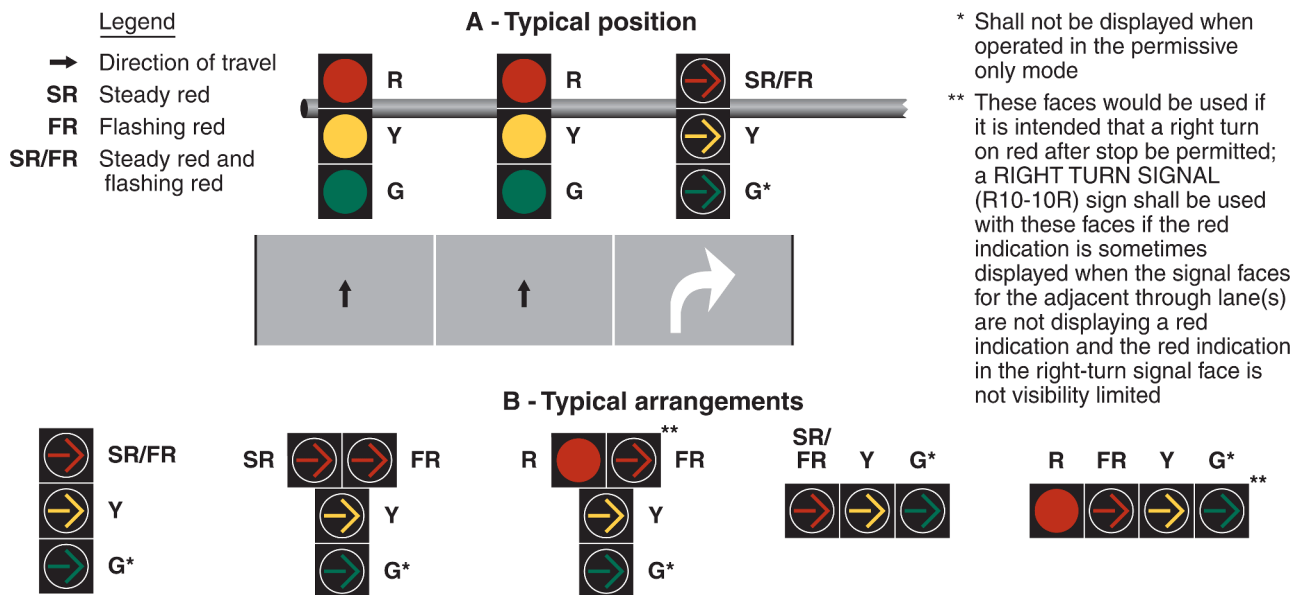 Legend
Direction of travel
SR Steady red
FR Flashing red
SR/FR Steady red and
flashing red
A - Typical position
R R SR/FR
Y Y Y
G G G*
* Shall not be displayed when
operated in the permissive
only mode
** These faces would be used if
it is intended that a right turn
on red after stop be permitted;
a RIGHT TURN SIGNAL
(R10-10R) sign shall be used
with these faces if the red
indication is sometimes
displayed when the signal faces
for the adjacent through lane(s)
are not displaying a red
indication and the red indication
in the right-turn signal face is
not visibility limited
B - Typical arrangements
SR/FR
Y
G*
SR FR
Y
G*
R ** FR
Y
G*
SR/
FR Y G*
R FR Y G*
**